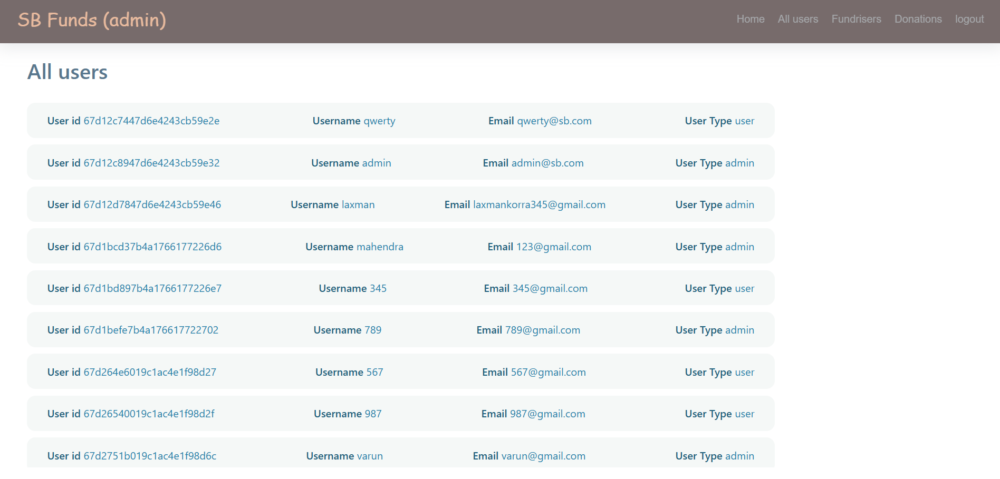 SB Funds (admin) Home All users Fundrisers Donations logout
All users
User id 67d12c7447d6e4243cb59e2e Username qwerty Email qwerty@sb.com User Type user
User id 67d12c8947d6e4243cb59e32 Username admin Email admin@sb.com User Type admin
User id 67d12d7847d6e4243cb59e46 Username laxman Email laxmankorra345@gmail.com User Type admin
User id 67d1bcd37b4a1766177226d6 Username mahendra Email 123@gmail.com User Type admin
User id 67d1bd897b4a1766177226e7 Username 345 Email 345@gmail.com User Type user
User id 67d1befe7b4a176617722702 Username 789 Email 789@gmail.com User Type admin
User id 67d264e6019c1ac4e1f98d27 Username 567 Email 567@gmail.com User Type user
User id 67d26540019c1ac4e1f98d2f Username 987 Email 987@gmail.com User Type user
User id 67d2751b019c1ac4e1f98d6c Username varun Email varun@gmail.com User Type admin